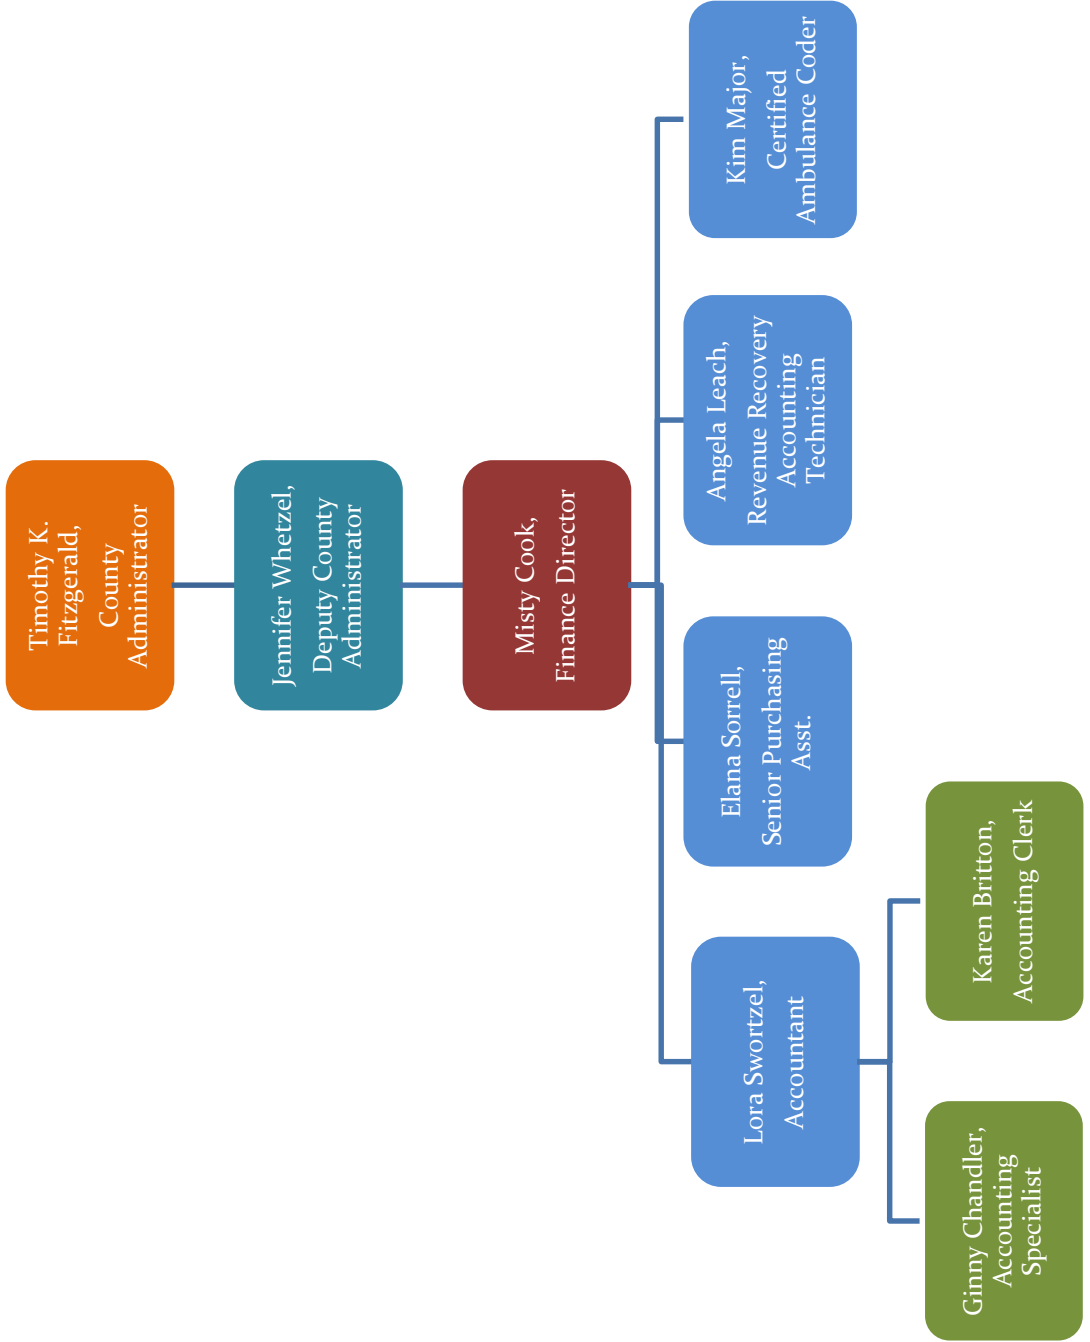 Timothy K.
Fitzgerald,
County
Administrator
Jennifer Whetzel,
Deputy County
Administrator
Misty Cook,
Finance Director
Lora Swortzel,
Accountant
Elana Sorrell,
Senior Purchasing
Asst.
Angela Leach,
Revenue Recovery
Accounting
Technician
Kim Major,
Certified
Ambulance Coder
Ginny Chandler,
Accounting
Specialist
Karen Britton,
Accounting Clerk